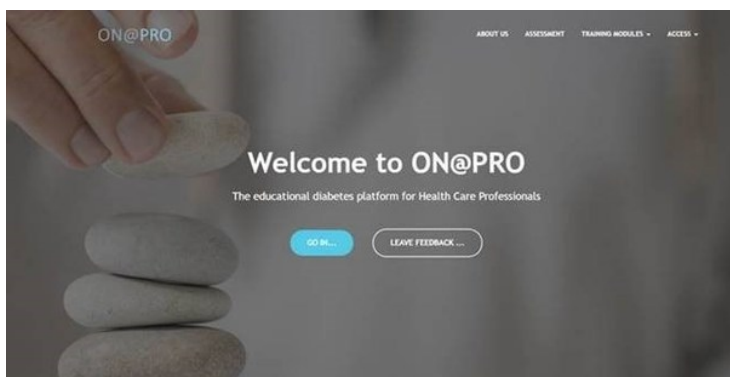 ON@PRO
ABOUT US ASSESSMENT TRAINING MODULES ACCESS
Welcome to ON@PRO
The educational diabetes platform for Health Care Professionals
GO IN... LEAVE FEEDBACK ...